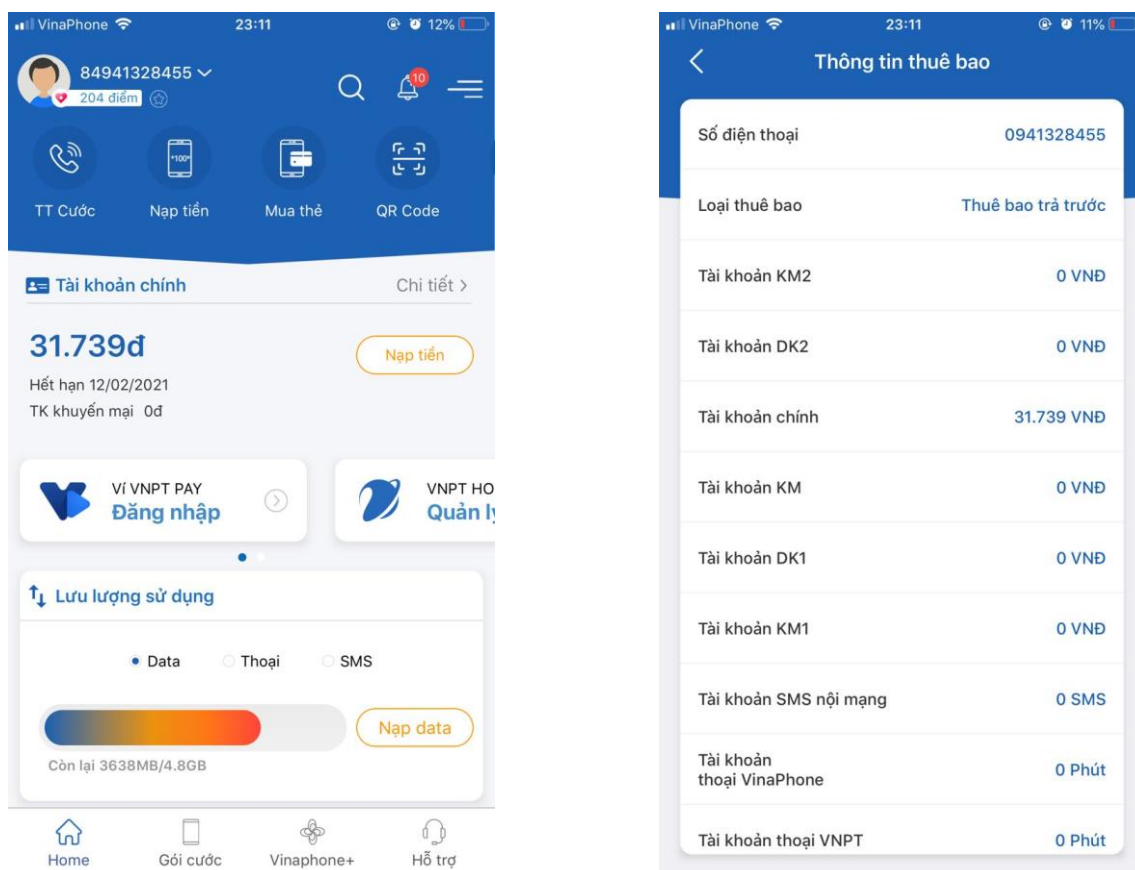 VinaPhone 23:11 12%
84941328455
10
204 điểm
*100*
TT Cước Nạp tiền Mua thẻ QR Code
Tài khoản chính Chi tiết >
31.739đ Nạp tiền
Hết hạn 12/02/2021
TK khuyến mại 0đ
Ví VNPT PAY
Đăng nhập
VNPT HO
Quản lý
Lưu lượng sử dụng
Data Thoại SMS
Nạp data
Còn lại 3638MB/4.8GB
Home Gói cước Vinaphone+ Hỗ trợ
VinaPhone 23:11 11%
Thông tin thuê bao
Số điện thoại 0941328455
Loại thuê bao Thuê bao trả trước
Tài khoản KM2 0 VNĐ
Tài khoản DK2 0 VNĐ
Tài khoản chính 31.739 VNĐ
Tài khoản KM 0 VNĐ
Tài khoản DK1 0 VNĐ
Tài khoản KM1 0 VNĐ
Tài khoản SMS nội mạng 0 SMS
Tài khoản
thoại VinaPhone 0 Phút
Tài khoản thoại VNPT 0 Phút